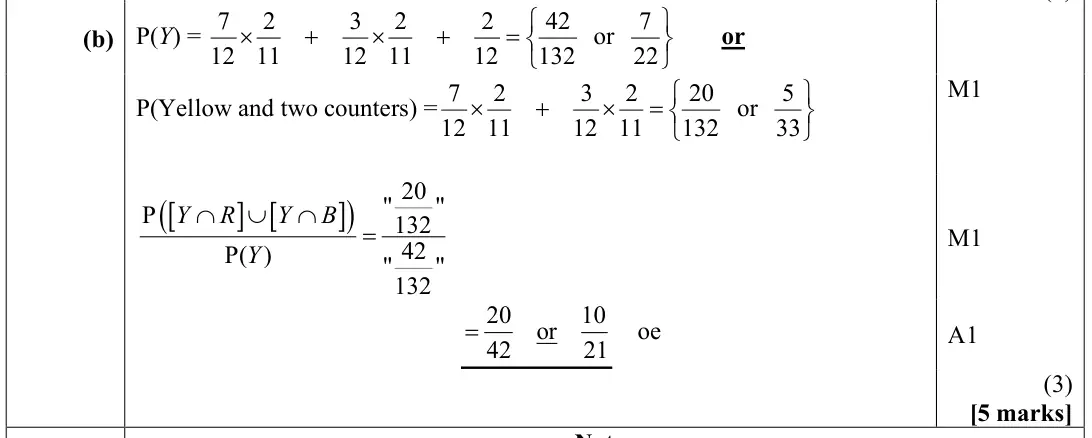 (b) P(Y) = 7/12 × 2/11 + 3/12 × 2/11 + 2/12 = {42/132 or 7/22} or
P(Yellow and two counters) = 7/12 × 2/11 + 3/12 × 2/11 = {20/132 or 5/33} M1
P([Y ∩ R] ∪ [Y ∩ B]) / P(Y) = "20/132" / "42/132" M1
= 20/42 or 10/21 oe A1
(3)
[5 marks]